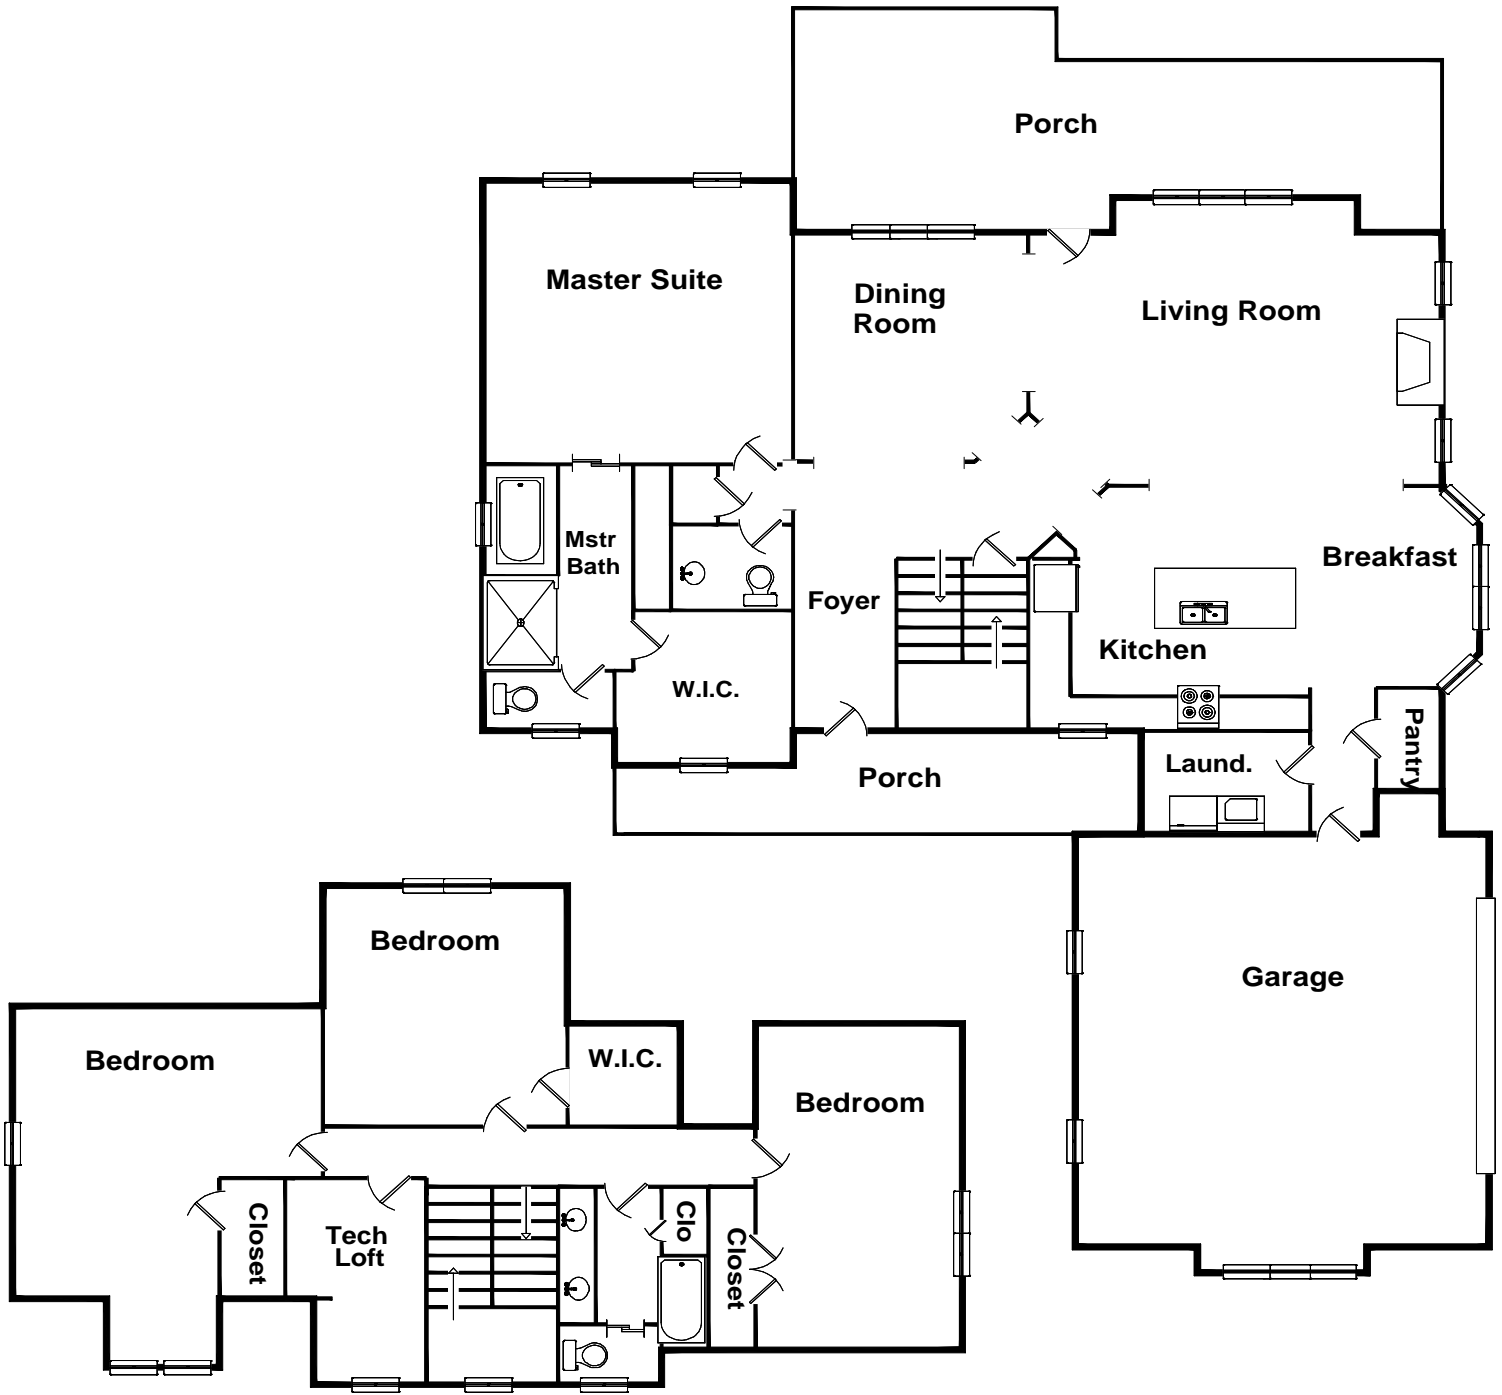 Porch
Master Suite
Dining
Room
Living Room
Mstr
Bath
Breakfast
Foyer
Kitchen
W.I.C.
Pantry
Laund.
Porch
Garage
Bedroom
Bedroom
W.I.C.
Bedroom
Closet
Tech
Loft
Clo
Closet